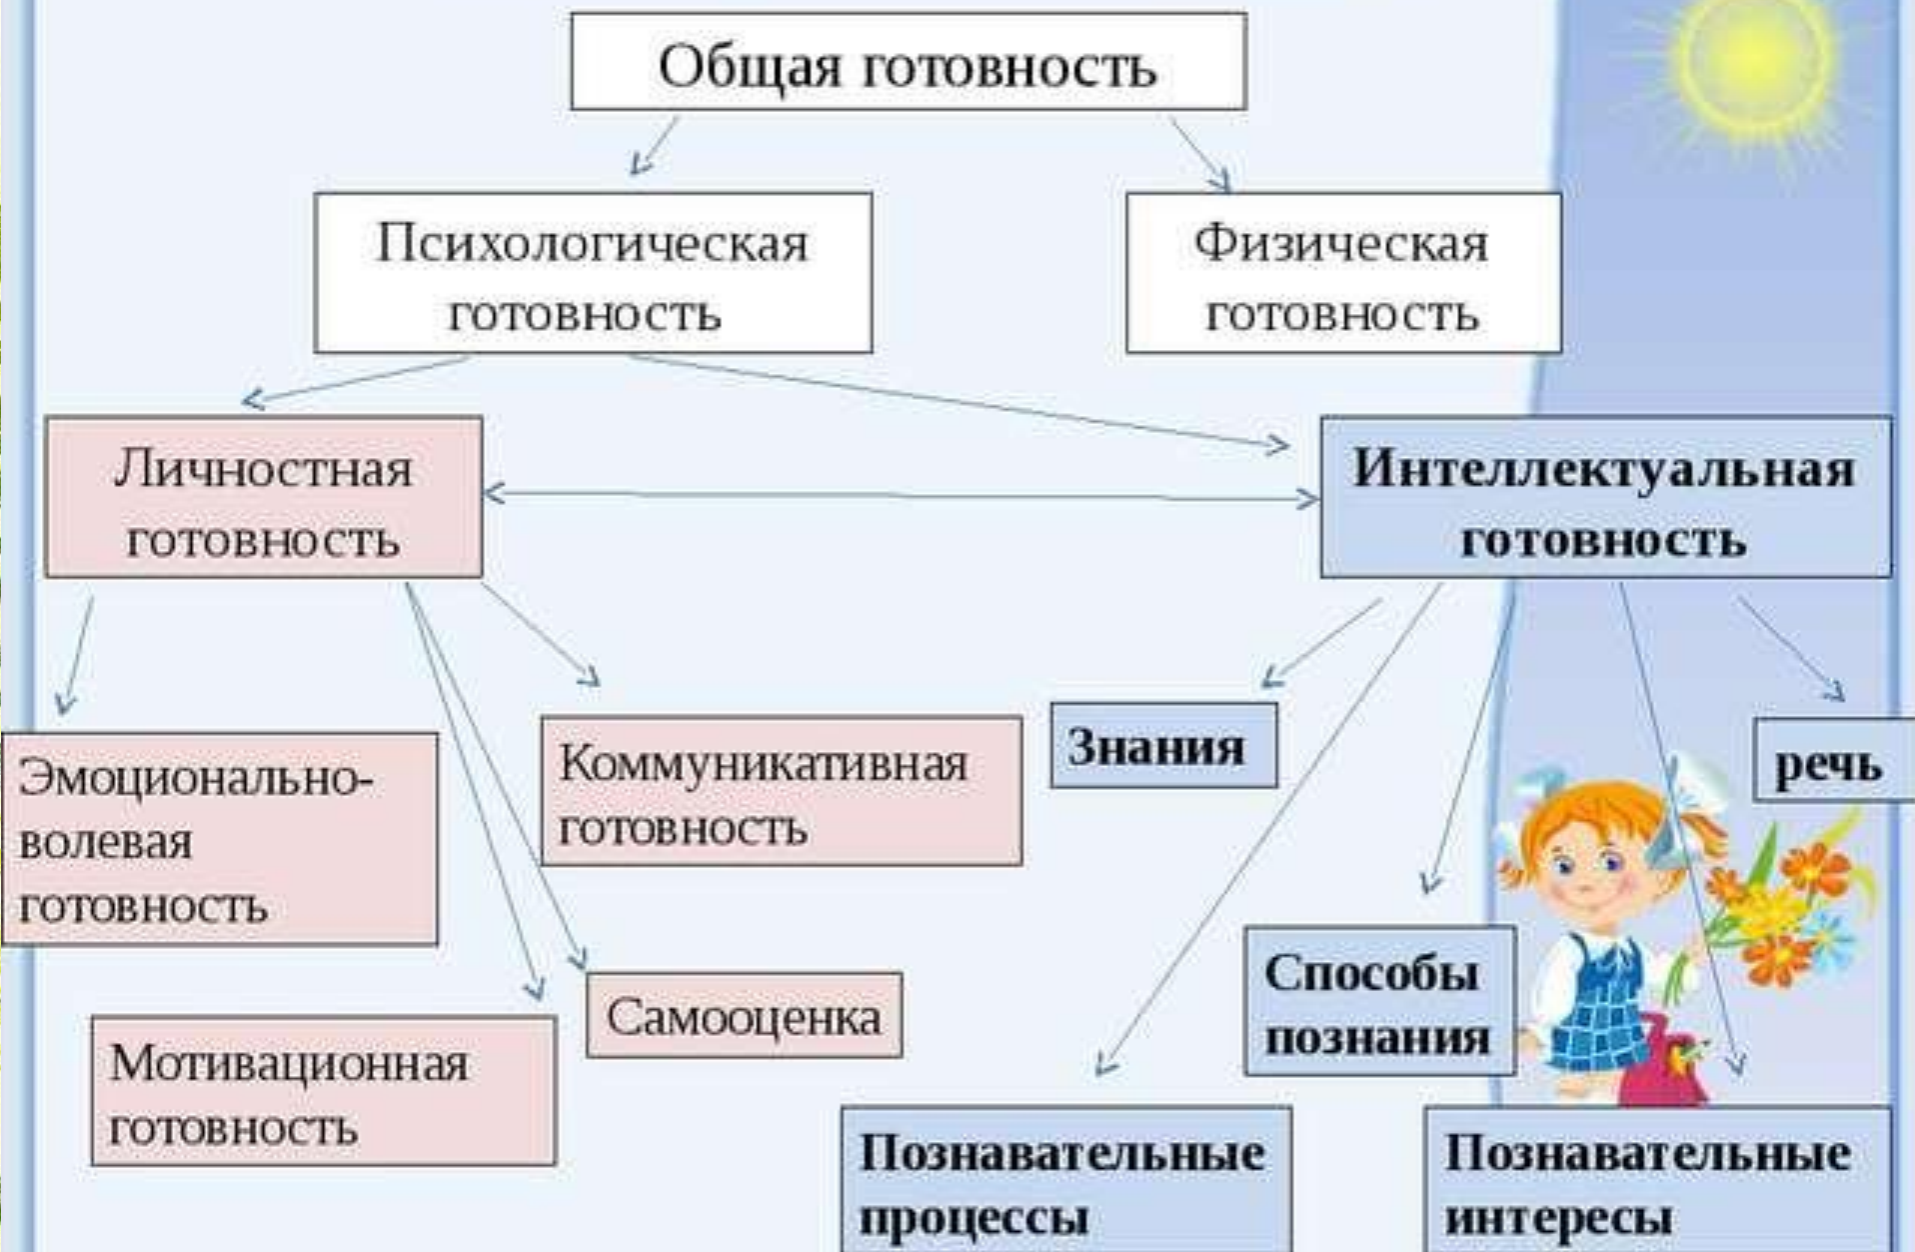 Общая готовность
Психологическая
готовность
Физическая
готовность
Личностная
готовность
Интеллектуальная
готовность
Эмоционально-
волевая
готовность
Коммуникативная
готовность
Знания
речь
Мотивационная
готовность
Самооценка
Способы
познания
Познавательные
процессы
Познавательные
интересы